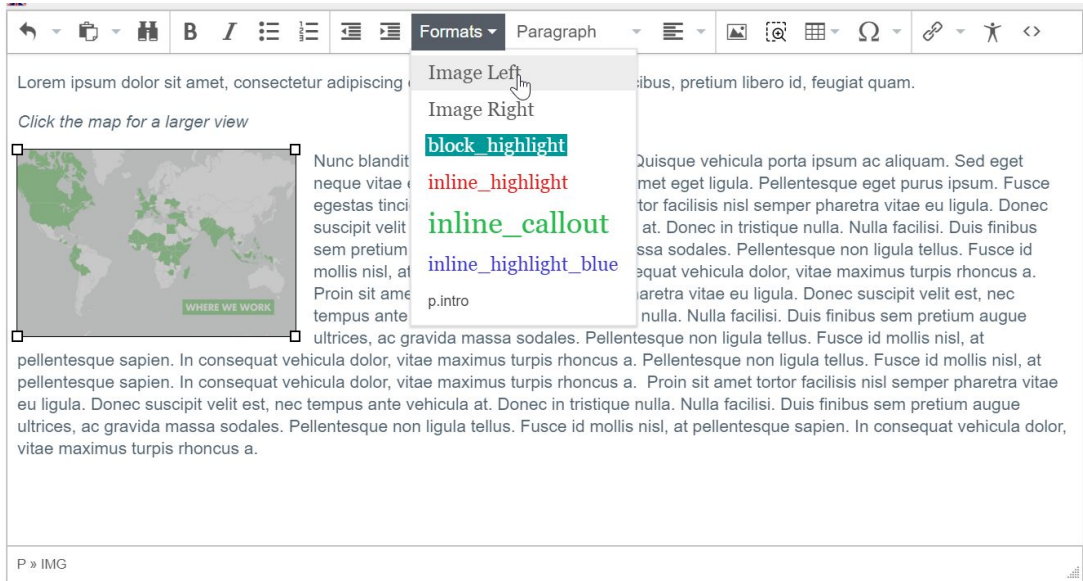 B I Formats Paragraph Ω <>
Lorem ipsum dolor sit amet, consectetur adipiscing ibus, pretium libero id, feugiat quam.
Image Left
Click the map for a larger view
Image Right
block_highlight
inline_highlight
inline_callout
inline_highlight_blue
p.intro
Nunc blandit Quisque vehicula porta ipsum ac aliquam. Sed eget
neque vitae met eget ligula. Pellentesque eget purus ipsum. Fusce
egestas tinci tor facilisis nisl semper pharetra vitae eu ligula. Donec
suscipit velit at. Donec in tristique nulla. Nulla facilisi. Duis finibus
sem pretium ssa sodales. Pellentesque non ligula tellus. Fusce id
mollis nisl, at equat vehicula dolor, vitae maximus turpis rhoncus a.
Proin sit ame aretra vitae eu ligula. Donec suscipit velit est, nec
tempus ante nulla. Nulla facilisi. Duis finibus sem pretium augue
WHERE WE WORK
ultrices, ac gravida massa sodales. Pellentesque non ligula tellus. Fusce id mollis nisl, at
pellentesque sapien. In consequat vehicula dolor, vitae maximus turpis rhoncus a. Pellentesque non ligula tellus. Fusce id mollis nisl, at
pellentesque sapien. In consequat vehicula dolor, vitae maximus turpis rhoncus a. Proin sit amet tortor facilisis nisl semper pharetra vitae
eu ligula. Donec suscipit velit est, nec tempus ante vehicula at. Donec in tristique nulla. Nulla facilisi. Duis finibus sem pretium augue
ultrices, ac gravida massa sodales. Pellentesque non ligula tellus. Fusce id mollis nisl, at pellentesque sapien. In consequat vehicula dolor,
vitae maximus turpis rhoncus a.
P » IMG